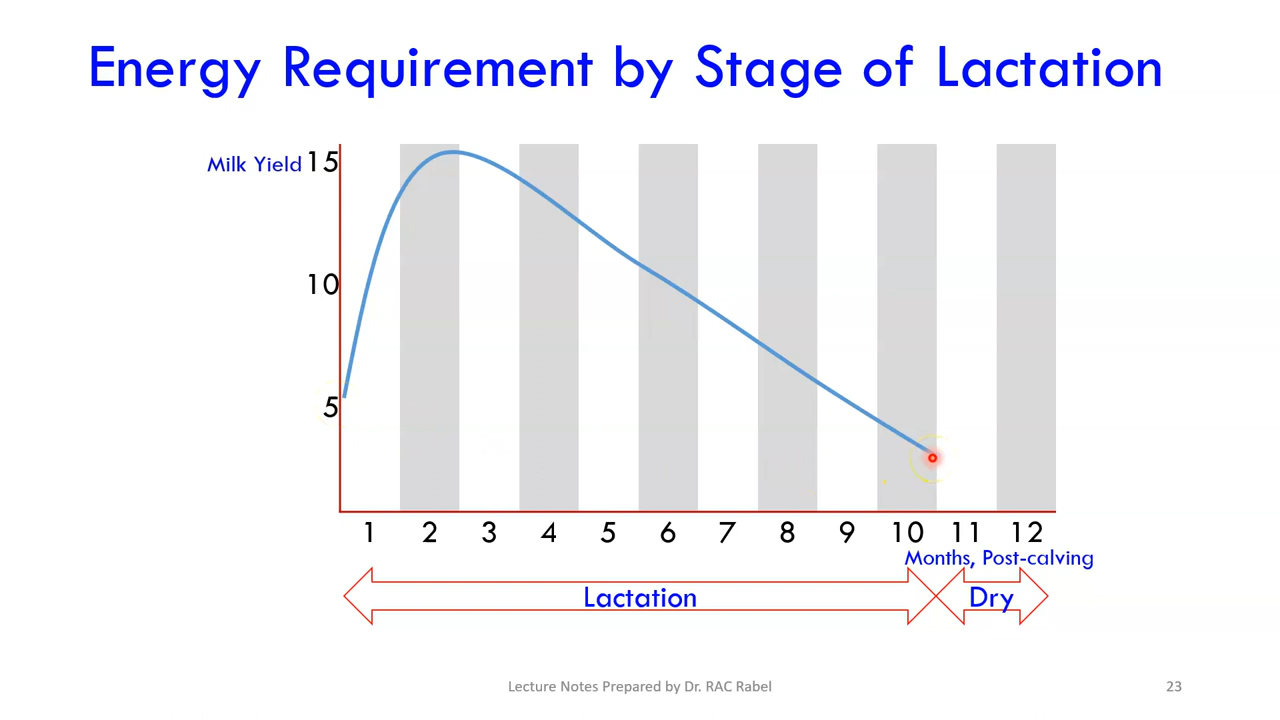 Energy Requirement by Stage of Lactation
Milk Yield 15
10
5
1 2 3 4 5 6 7 8 9 10 11 12
Months, Post-calving
Lactation Dry
Lecture Notes Prepared by Dr. RAC Rabel 23